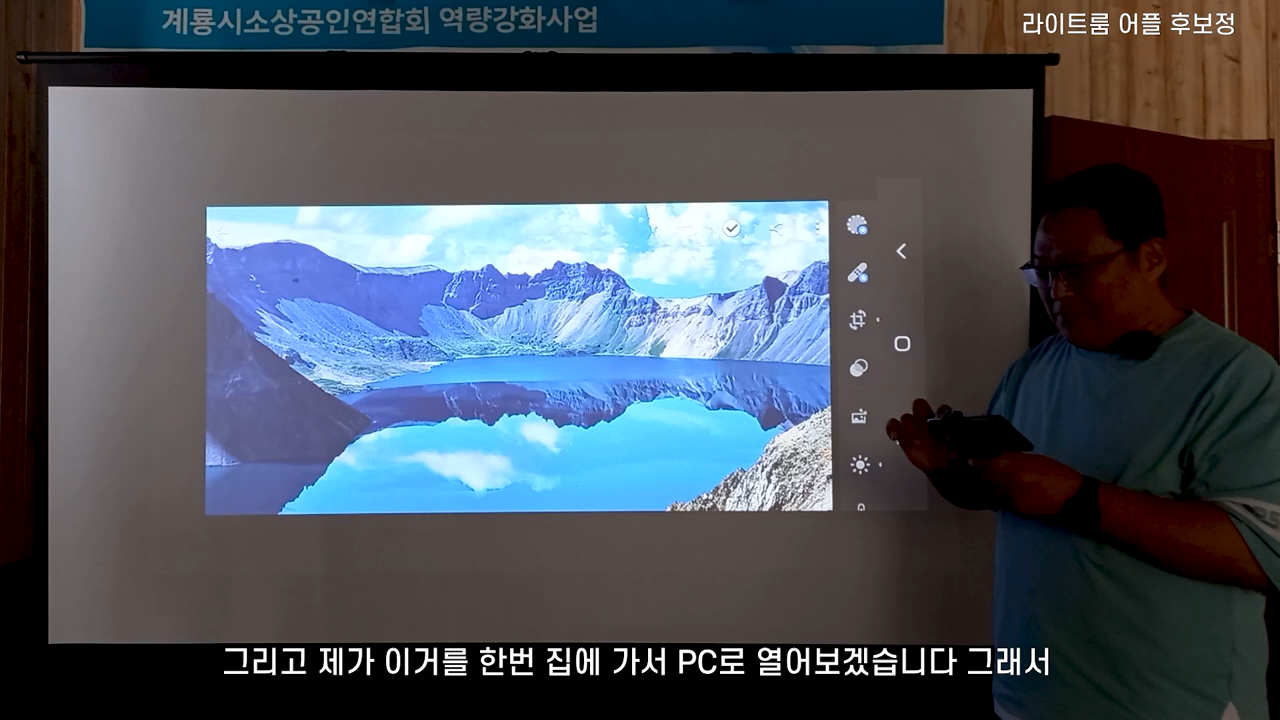 계룡시소상공인연합회 역량강화사업
라이트룸 어플 후보정
그리고 제가 이거를 한번 집에 가서 PC로 열어보겠습니다 그래서